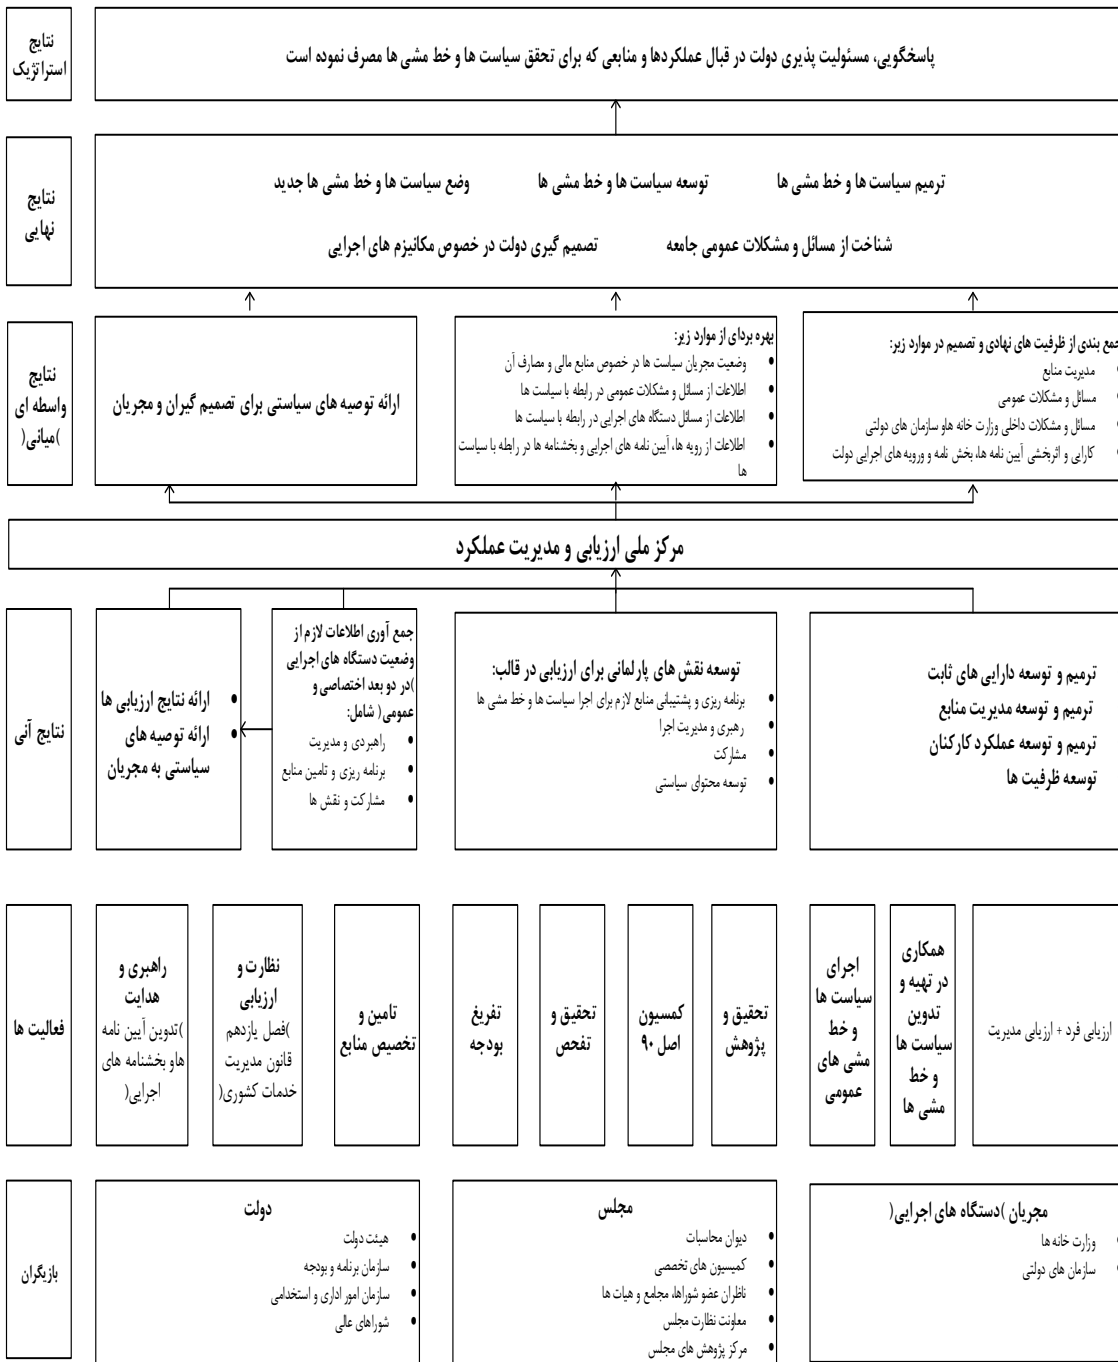 نتایج
استراتژیک
پاسخگویی، مسئولیت پذیری دولت در قبال عملکردها و منابعی که برای تحقق سیاست ها و خط مشی ها مصرف نموده است
نتایج
نهایی
ترمیم سیاست ها و خط مشی ها
توسعه سیاست ها و خط مشی ها
وضع سیاست ها و خط مشی ها جدید
شناخت از مسائل و مشکلات عمومی جامعه
تصمیم گیری دولت در خصوص مکانیزم های اجرایی
نتایج
واسطه ای
)میانی(
جمع بندی از ظرفیت های نهادی و تصمیم در موارد زیر:
مدیریت منابع
مسائل و مشکلات عمومی
مسائل و مشکلات داخلی وزارت خانه هاو سازمان های دولتی
کارایی و اثربخشی آیین نامه ها، بخش نامه و ورویه های اجرایی دولت
بهره بردای از موارد زیر:
• وضعیت مجریان سیاست ها در خصوص منابع مالی و مصارف آن
• اطلاعات از مسائل و مشکلات عمومی در رابطه با سیاست ها
• اطلاعات از مسائل دستگاه های اجرایی در رابطه با سیاست ها
• اطلاعات از رویه ها، آیین نامه های اجرایی و بخشنامه ها در رابطه با سیاست
ها
ارائه توصیه های سیاستی برای تصمیم گیران و مجریان
مرکز ملی ارزیابی و مدیریت عملکرد
نتایج آنی
ترمیم و توسعه دارایی های ثابت
ترمیم و توسعه مدیریت منابع
ترمیم و توسعه عملکرد کارکنان
توسعه ظرفیت ها
توسعه نقش های پارلمانی برای ارزیابی در قالب:
• برنامه ریزی و پشتیبانی منابع لازم برای اجرا سیاست ها و خط مشی ها
• رهبری و مدیریت اجرا
• مشارکت
• توسعه محتوای سیاستی
جمع آوری اطلاعات لازم از
وضعیت دستگاه های اجرایی
)در دو بعد اختصاصی و
عمومی( شامل:
• راهبردی و مدیریت
• برنامه ریزی و تامین منابع
• مشارکت و نقش ها
• ارائه نتایج ارزیابی ها
• ارائه توصیه های
سیاستی به مجریان
فعالیت ها
ارزیابی فرد + ارزیابی مدیریت
همکاری
در تهیه و
تدوین
سیاست ها
و خط
مشی ها
اجرای
سیاست ها
و خط
مشی های
عمومی
تحقیق و
پژوهش
کمسیون
اصل ۹۰
تحقیق و
تفحص
تفریغ
بودجه
تامین و
تخصیص منابع
نظارت و
ارزیابی
)فصل یازدهم
قانون مدیریت
خدمات کشوری(
راهبری و
هدایت
)تدوین آیین نامه
هاو بخشنامه های
اجرایی(
بازیگران
مجریان )دستگاه های اجرایی(
وزارت خانه ها
سازمان های دولتی
مجلس
• دیوان محاسبات
• کمیسیون های تخصصی
• ناظران عضو شوراها، مجامع و هیات ها
• معاونت نظارت مجلس
• مرکز پژوهش های مجلس
دولت
• هیئت دولت
• سازمان برنامه و بودجه
• سازمان امور اداری و استخدامی
• شوراهای عالی